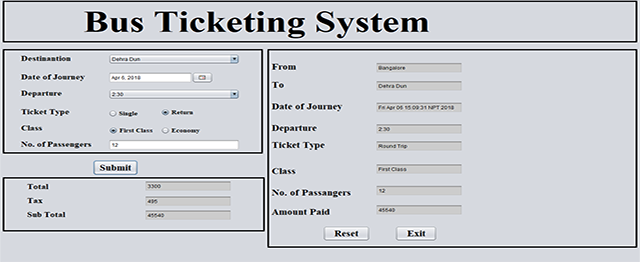 Bus Ticketing System
Destinantion Dehra Dun
Date of Journey Apr 6, 2018
Departure 2:30
Ticket Type Single Return
Class First Class Economy
No. of Passengers 12
Submit
Total 3300
Tax 495
Sub Total 45540
From Bangalore
To Dehra Dun
Date of Journey Fri Apr 06 15:09:31 NPT 2018
Departure 2:30
Ticket Type Round Trip
Class First Class
No. of Passangers 12
Amount Paid 45540
Reset Exit